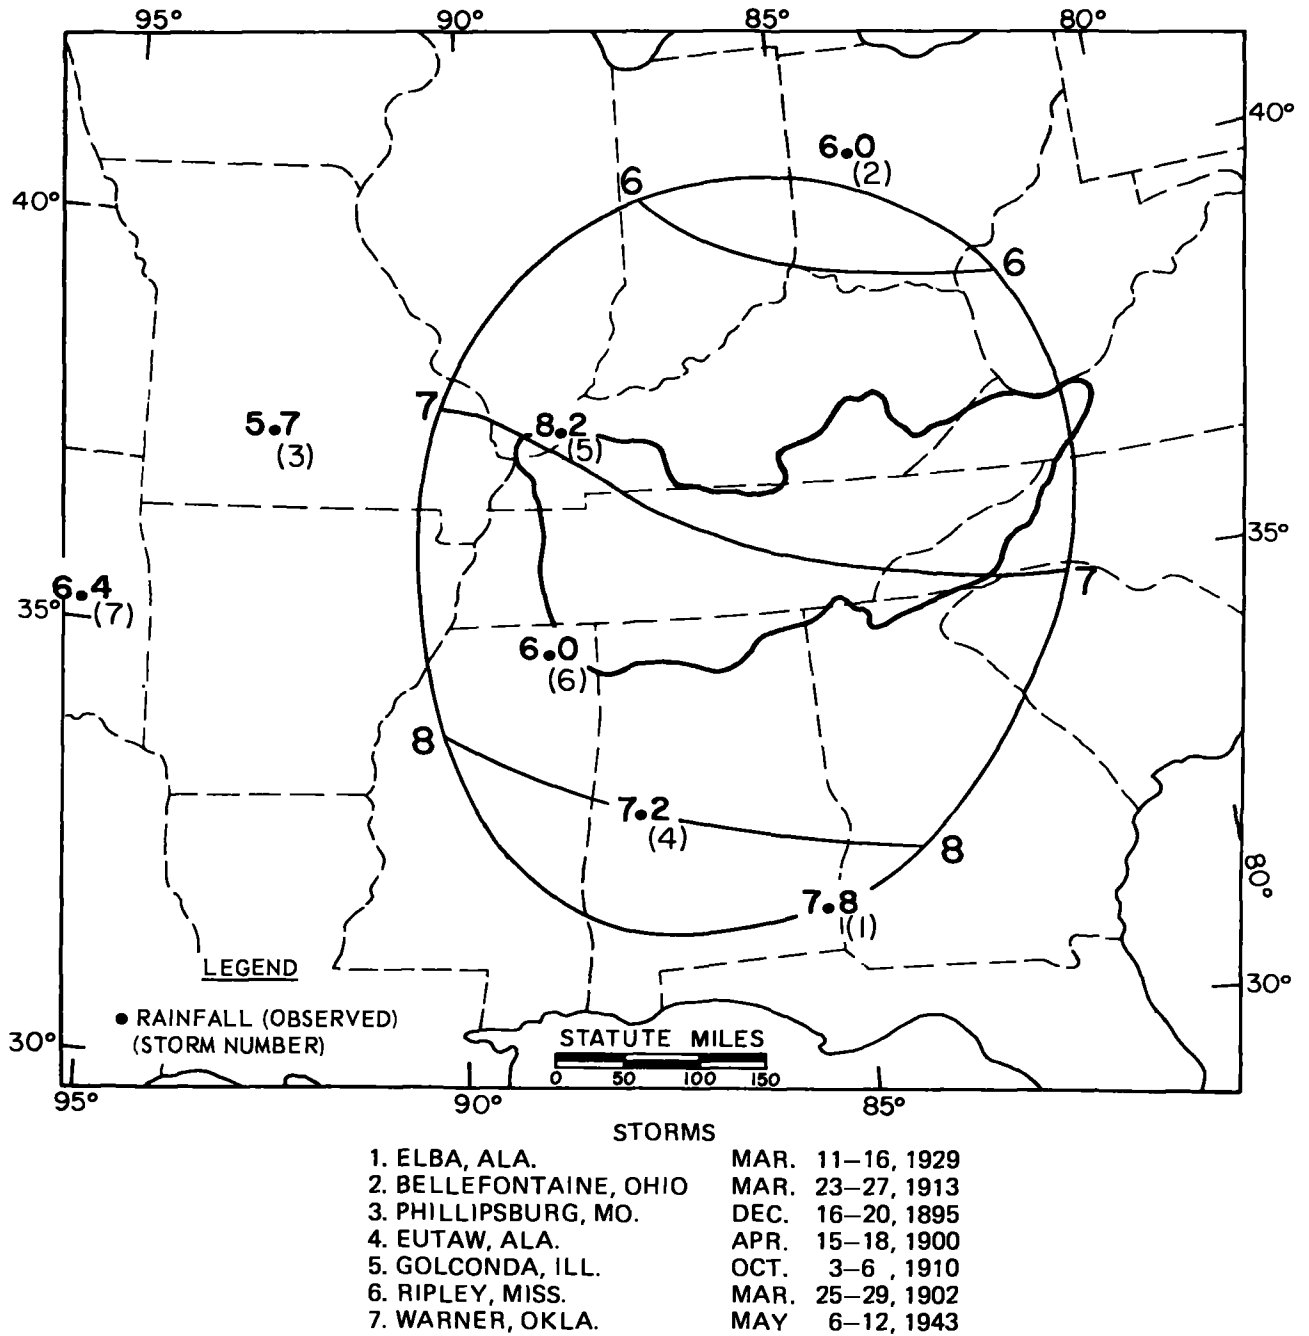 95° 90° 85° 80°
40°
6.0
(2)
6
40°
6
7
5.7
(3)
8.2
(5)
35°
6.4
(7)
35°
7
6.0
(6)
8
7.2
(4)
8
7.8
(1)
80°
LEGEND
30°
● RAINFALL (OBSERVED)
(STORM NUMBER)
STATUTE MILES
30°
0 50 100 150
95° 90° 85°
STORMS
1. ELBA, ALA. MAR. 11–16, 1929
2. BELLEFONTAINE, OHIO MAR. 23–27, 1913
3. PHILLIPSBURG, MO. DEC. 16–20, 1895
4. EUTAW, ALA. APR. 15–18, 1900
5. GOLCONDA, ILL. OCT. 3–6 , 1910
6. RIPLEY, MISS. MAR. 25–29, 1902
7. WARNER, OKLA. MAY 6–12, 1943